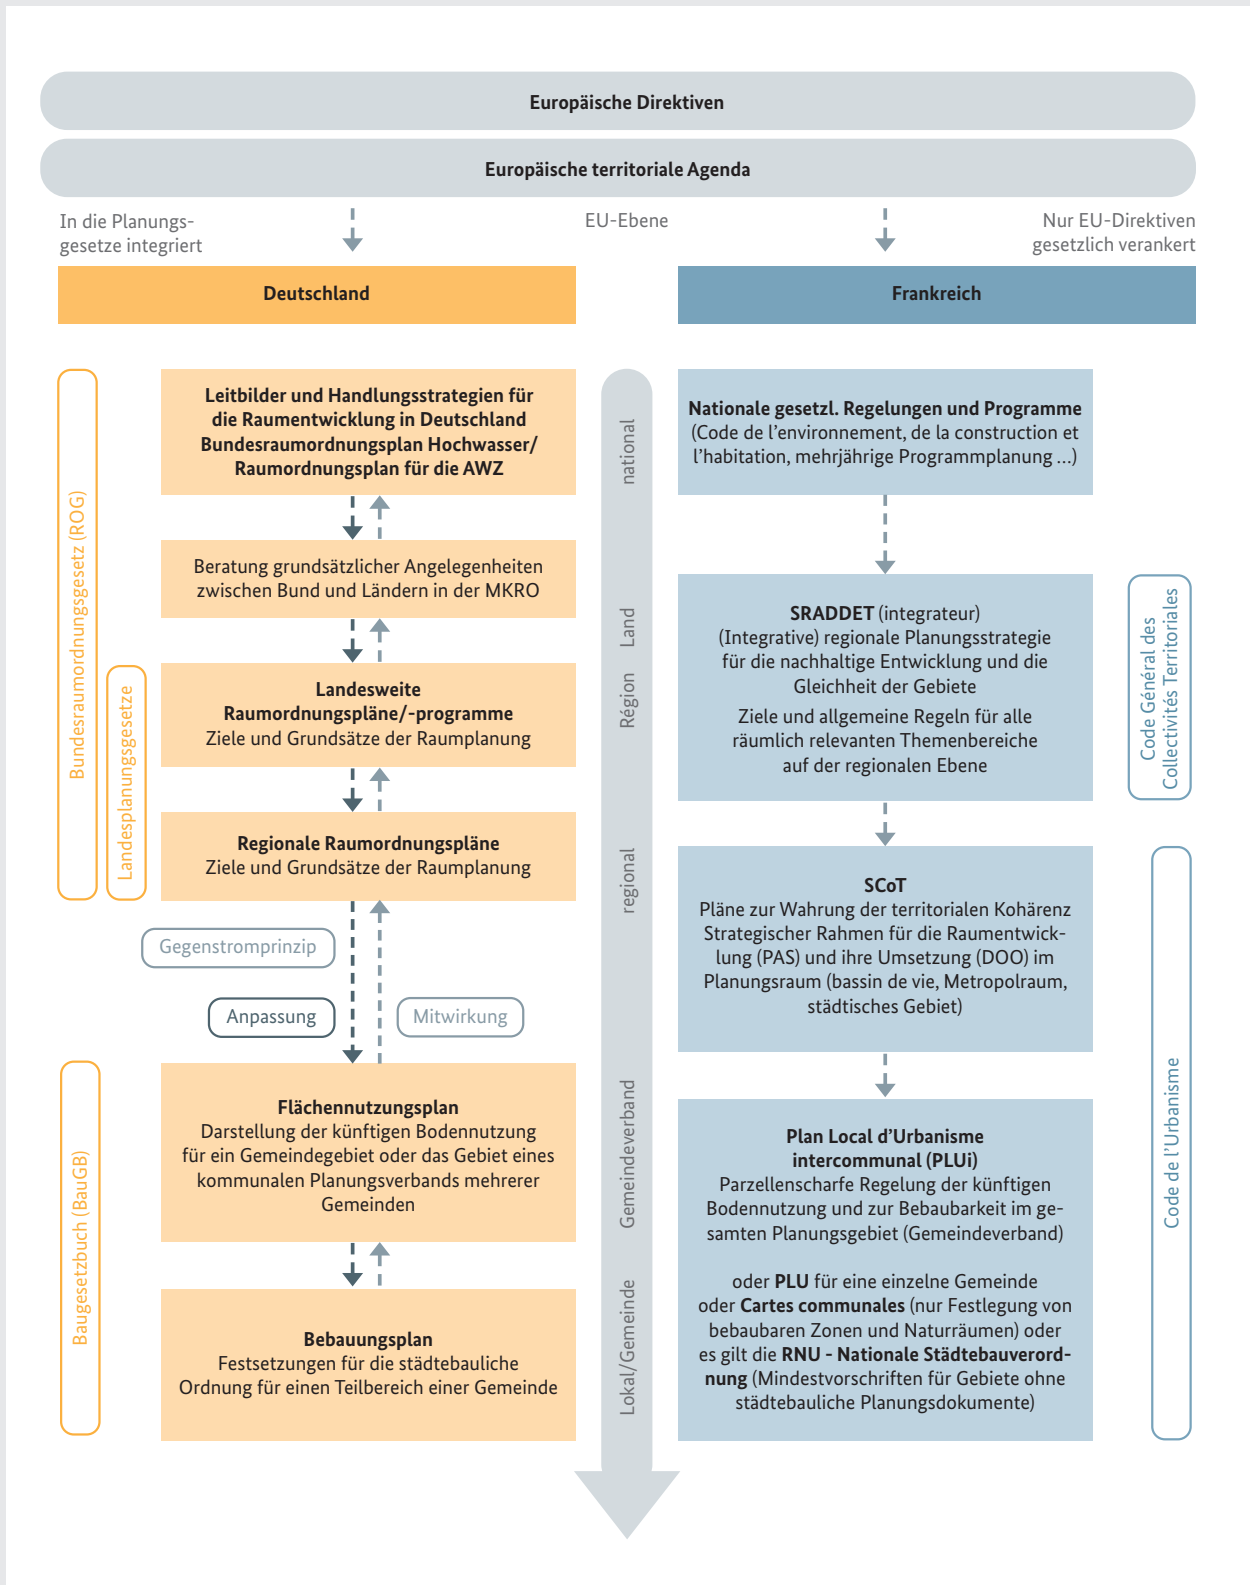 Europäische Direktiven
Europäische territoriale Agenda
In die Planungs-
gesetze integriert
EU-Ebene
Nur EU-Direktiven
gesetzlich verankert
Deutschland
Frankreich
Bundesraumordnungsgesetz (ROG)
Landesplanungsgesetze
Leitbilder und Handlungsstrategien für
die Raumentwicklung in Deutschland
Bundesraumordnungsplan Hochwasser/
Raumordnungsplan für die AWZ
Beratung grundsätzlicher Angelegenheiten
zwischen Bund und Ländern in der MKRO
Landesweite
Raumordnungspläne/-programme
Ziele und Grundsätze der Raumplanung
Regionale Raumordnungspläne
Ziele und Grundsätze der Raumplanung
Gegenstromprinzip
Anpassung
Mitwirkung
Baugesetzbuch (BauGB)
Flächennutzungsplan
Darstellung der künftigen Bodennutzung
für ein Gemeindegebiet oder das Gebiet eines
kommunalen Planungsverbands mehrerer
Gemeinden
Bebauungsplan
Festsetzungen für die städtebauliche
Ordnung für einen Teilbereich einer Gemeinde
national
Land
Région
regional
Gemeindeverband
Lokal/Gemeinde
Nationale gesetzl. Regelungen und Programme
(Code de l'environnement, de la construction et
l'habitation, mehrjährige Programmplanung ...)
SRADDET (integrateur)
(Integrative) regionale Planungsstrategie
für die nachhaltige Entwicklung und die
Gleichheit der Gebiete
Ziele und allgemeine Regeln für alle
räumlich relevanten Themenbereiche
auf der regionalen Ebene
Code Général des
Collectivités Territoriales
SCoT
Pläne zur Wahrung der territorialen Kohärenz
Strategischer Rahmen für die Raumentwick-
lung (PAS) und ihre Umsetzung (DOO) im
Planungsraum (bassin de vie, Metropolraum,
städtisches Gebiet)
Plan Local d'Urbanisme
intercommunal (PLUi)
Parzellenscharfe Regelung der künftigen
Bodennutzung und zur Bebaubarkeit im ge-
samten Planungsgebiet (Gemeindeverband)
oder PLU für eine einzelne Gemeinde
oder Cartes communales (nur Festlegung von
bebaubaren Zonen und Naturräumen) oder
es gilt die RNU - Nationale Städtebauverord-
nung (Mindestvorschriften für Gebiete ohne
städtebauliche Planungsdokumente)
Code de l'Urbanisme